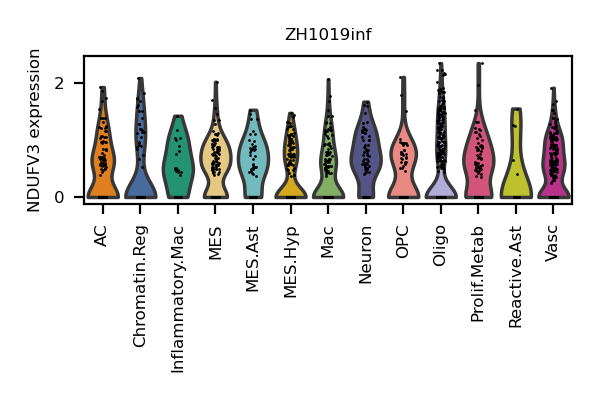 ZH1019inf
NDUFV3 expression
2
0
AC
Chromatin.Reg
Inflammatory.Mac
MES
MES.Ast
MES.Hyp
Mac
Neuron
OPC
Oligo
Prolif.Metab
Reactive.Ast
Vasc